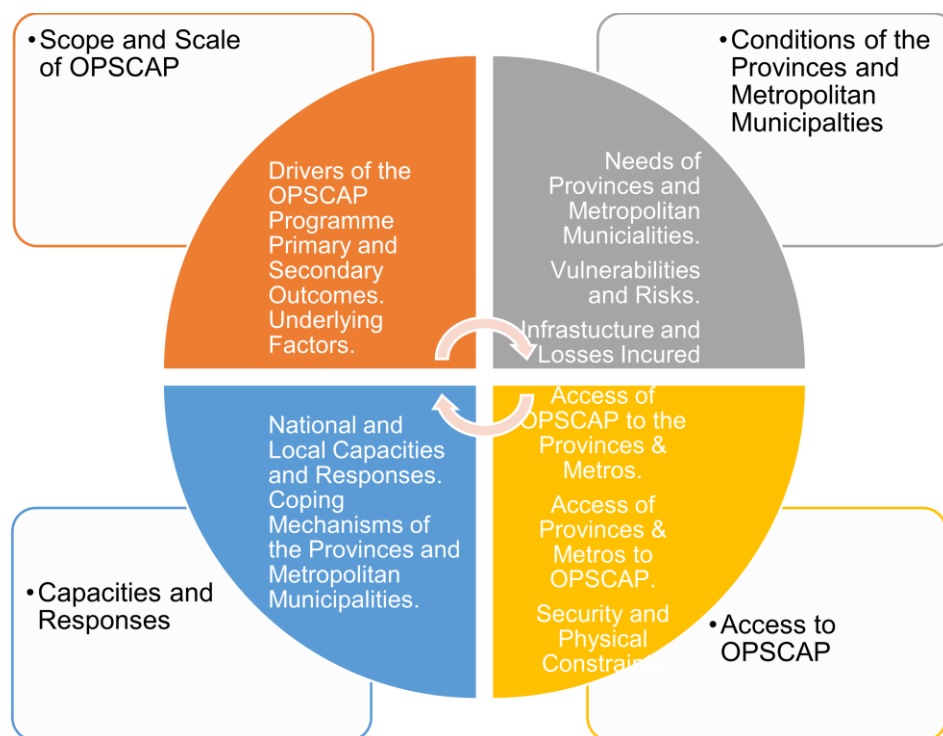 •Scope and Scale
of OPSCAP
•Conditions of the
Provinces and
Metropolitan
Municipalties
Drivers of the
OPSCAP
Programme
Primary and
Secondary
Outcomes.
Underlying
Factors.
Needs of
Provinces and
Metropolitan
Municialities.
Vulnerabilities
and Risks.
Infrastucture and
Losses Incured
National and
Local Capacities
and Responses.
Coping
Mechanisms of
the Provinces and
Metropolitan
Municipalities.
Access of
OPSCAP to the
Provinces &
Metros.
Access of
Provinces &
Metros to
OPSCAP.
Security and
Physical
•Capacities and
Responses
•Access to
OPSCAP